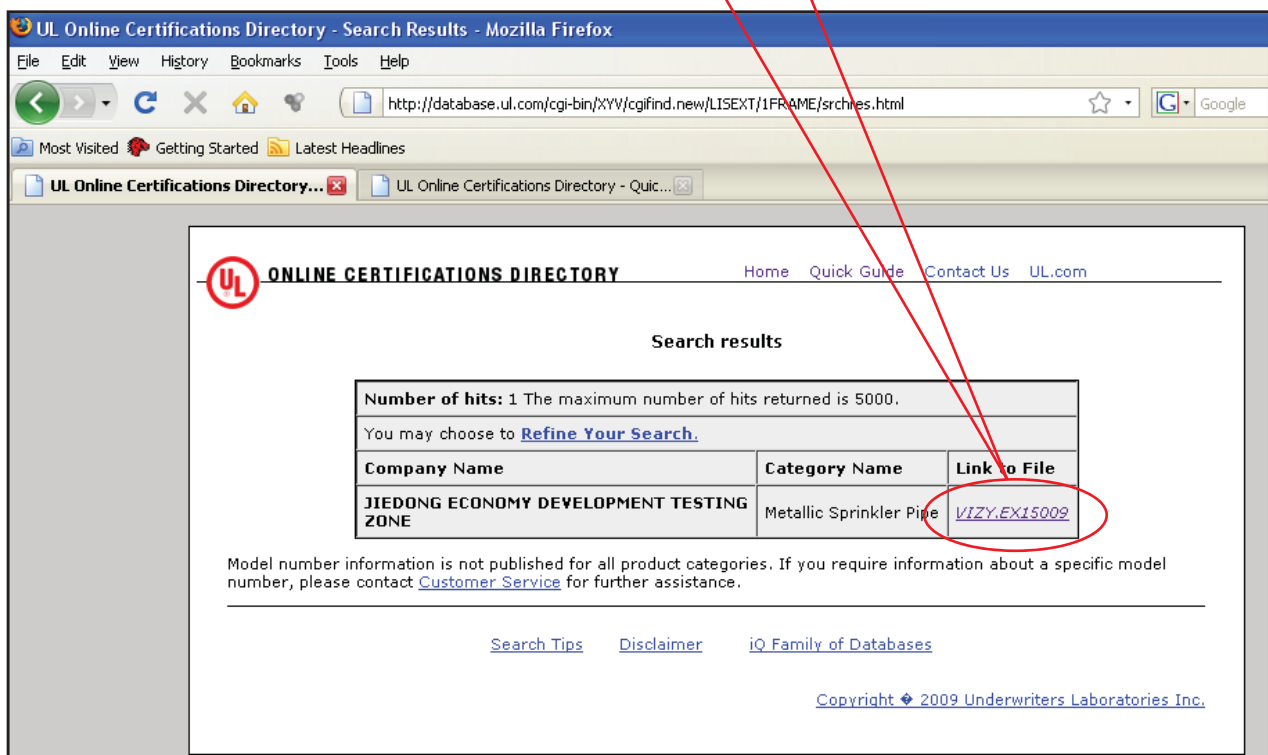 UL Online Certifications Directory - Search Results - Mozilla Firefox
File Edit View History Bookmarks Tools Help
http://database.ul.com/cgi-bin/XYV/cgifind.new/LISEXT/1FRAME/srchres.html G Google
Most Visited Getting Started Latest Headlines
UL Online Certifications Directory... UL Online Certifications Directory - Quic...
UL ONLINE CERTIFICATIONS DIRECTORY Home Quick Guide Contact Us UL.com
Search results
Number of hits: 1 The maximum number of hits returned is 5000.
You may choose to Refine Your Search.
Company Name Category Name Link to File
JIEDONG ECONOMY DEVELOPMENT TESTING
ZONE Metallic Sprinkler Pipe VIZY.EX15009
Model number information is not published for all product categories. If you require information about a specific model
number, please contact Customer Service for further assistance.
Search Tips Disclaimer iQ Family of Databases
Copyright � 2009 Underwriters Laboratories Inc.